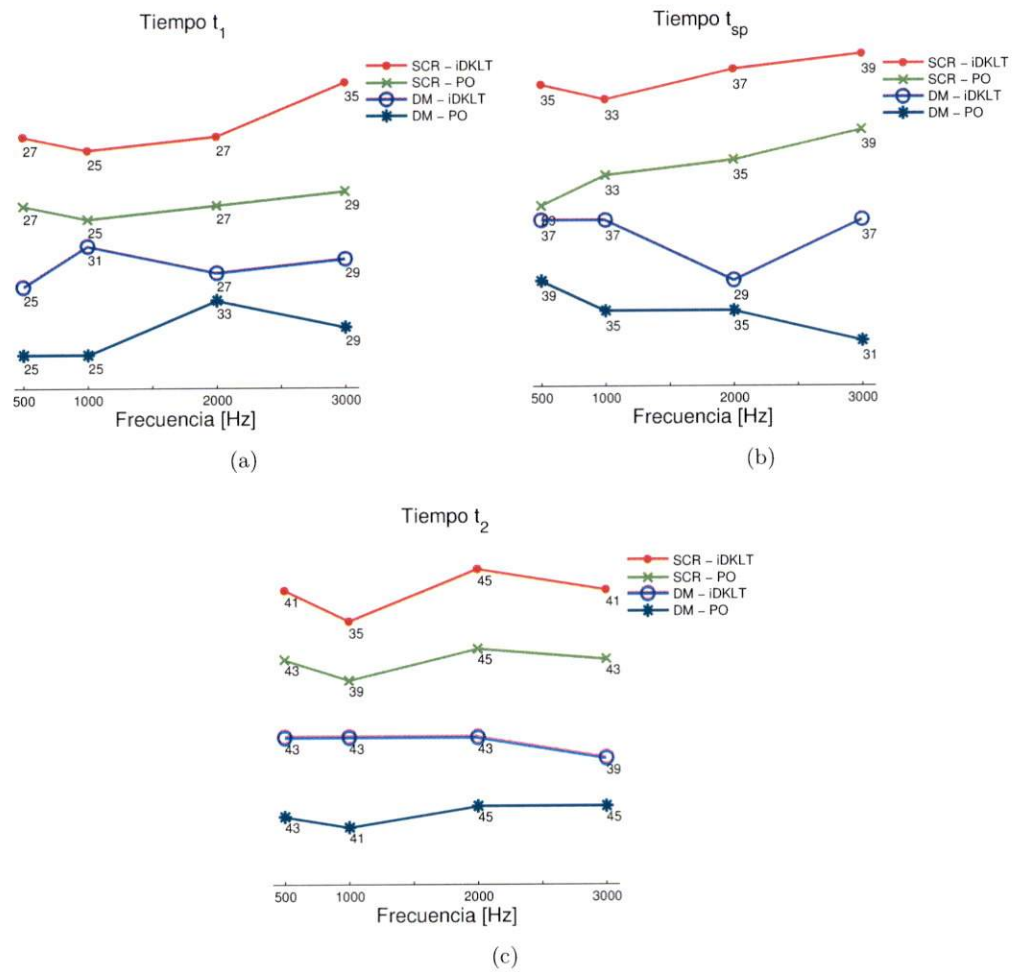 Tiempo t1
SCR – iDKLT
SCR – PO
DM – iDKLT
DM – PO
27 25 27 35
27 25 27 29
25 31 27 29
25 25 33 29
500 1000 2000 3000
Frecuencia [Hz]
(a)
Tiempo tsp
SCR – iDKLT
SCR – PO
DM – iDKLT
DM – PO
35 33 37 39
33 35 39
37 37 29 37
39 35 35 31
500 1000 2000 3000
Frecuencia [Hz]
(b)
Tiempo t2
SCR – iDKLT
SCR – PO
DM – iDKLT
DM – PO
41 35 45 41
43 39 45 43
43 43 43 39
43 41 45 45
500 1000 2000 3000
Frecuencia [Hz]
(c)